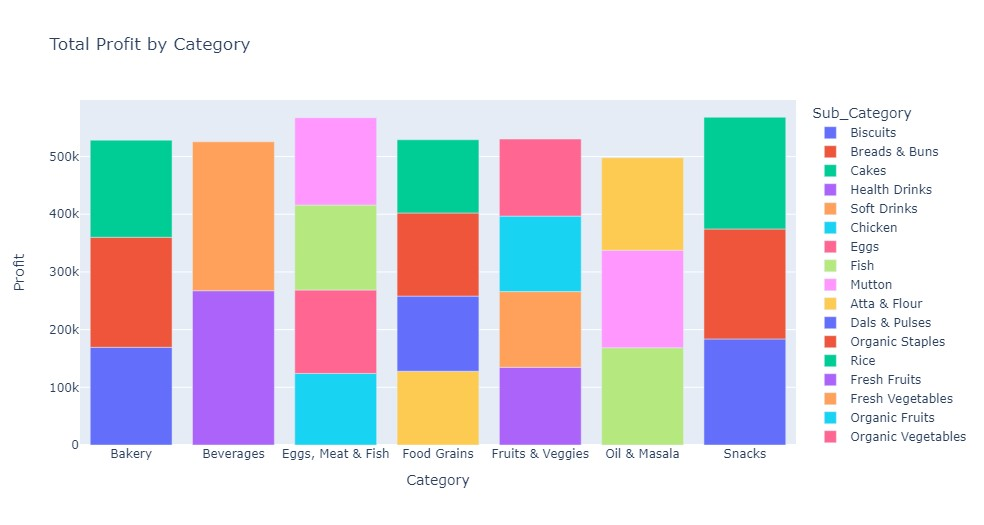 Total Profit by Category
Profit
500k
400k
300k
200k
100k
0
Bakery
Beverages
Eggs, Meat & Fish
Food Grains
Fruits & Veggies
Oil & Masala
Snacks
Category
Sub_Category
Biscuits
Breads & Buns
Cakes
Health Drinks
Soft Drinks
Chicken
Eggs
Fish
Mutton
Atta & Flour
Dals & Pulses
Organic Staples
Rice
Fresh Fruits
Fresh Vegetables
Organic Fruits
Organic Vegetables